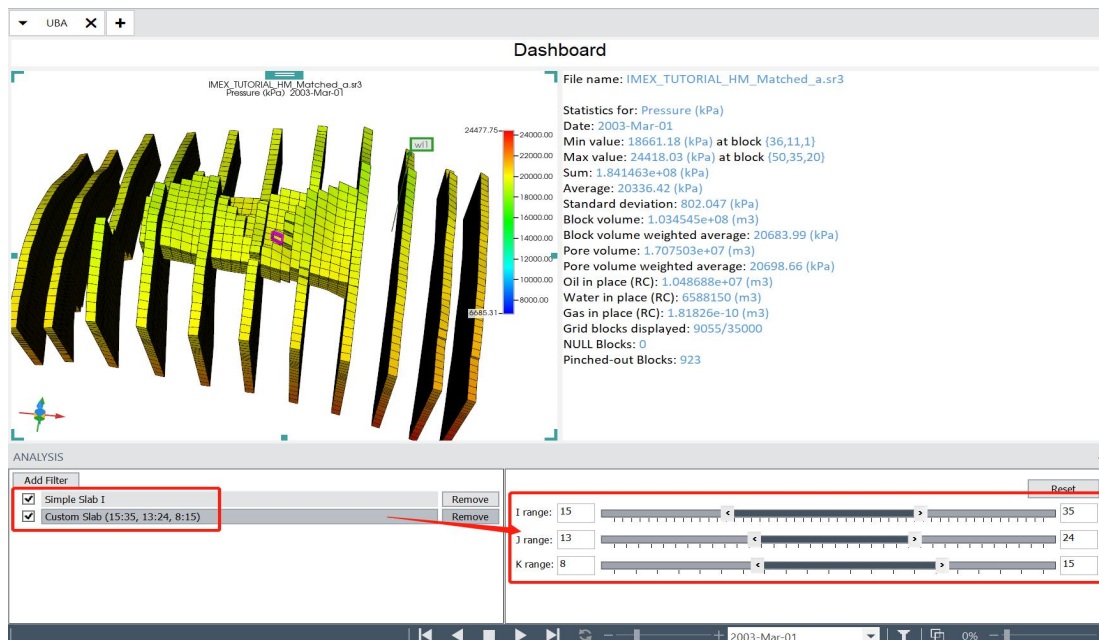 UBA
Dashboard
IMEX_TUTORIAL_HM_Matched_a.sr3
Pressure (kPa) 2003-Mar-01
wl1
24477.75
24000.00
22000.00
20000.00
18000.00
16000.00
14000.00
12000.00
10000.00
8000.00
6685.31
File name: IMEX_TUTORIAL_HM_Matched_a.sr3
Statistics for: Pressure (kPa)
Date: 2003-Mar-01
Min value: 18661.18 (kPa) at block {36,11,1}
Max value: 24418.03 (kPa) at block {50,35,20}
Sum: 1.841463e+08 (kPa)
Average: 20336.42 (kPa)
Standard deviation: 802.047 (kPa)
Block volume: 1.034545e+08 (m3)
Block volume weighted average: 20683.99 (kPa)
Pore volume: 1.707503e+07 (m3)
Pore volume weighted average: 20698.66 (kPa)
Oil in place (RC): 1.048688e+07 (m3)
Water in place (RC): 6588150 (m3)
Gas in place (RC): 1.81826e-10 (m3)
Grid blocks displayed: 9055/35000
NULL Blocks: 0
Pinched-out Blocks: 923
ANALYSIS
Add Filter
Simple Slab I Remove
Custom Slab (15:35, 13:24, 8:15) Remove
Reset
I range: 15 35
J range: 13 24
K range: 8 15
2003-Mar-01 0%